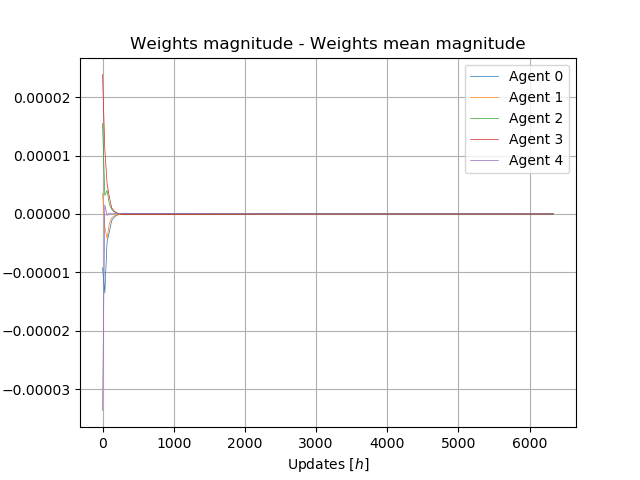 Weights magnitude - Weights mean magnitude
Agent 0
Agent 1
Agent 2
Agent 3
Agent 4
0.00002
0.00001
0.00000
−0.00001
−0.00002
−0.00003
0 1000 2000 3000 4000 5000 6000
Updates [h]